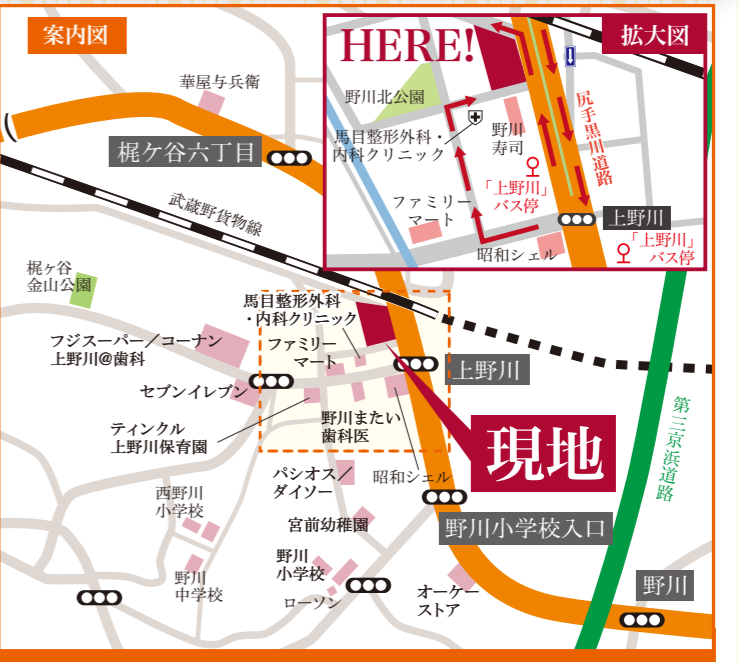 案内図
華屋与兵衛
梶ケ谷六丁目
武蔵野貨物線
HERE!
拡大図
野川北公園
馬目整形外科・
内科クリニック
野川
寿司
尻手黒川道路
「上野川」
バス停
ファミリー
マート
上野川
昭和シェル
「上野川」
バス停
梶ヶ谷
金山公園
馬目整形外科
・内科クリニック
フジスーパー／コーナン
上野川@歯科
ファミリー
マート
上野川
セブンイレブン
ティンクル
上野川保育園
野川またい
歯科医
現地
第三京浜道路
パシオス／
ダイソー
昭和シェル
西野川
小学校
宮前幼稚園
野川小学校入口
野川
小学校
野川
中学校
ローソン
オーケー
ストア
野川